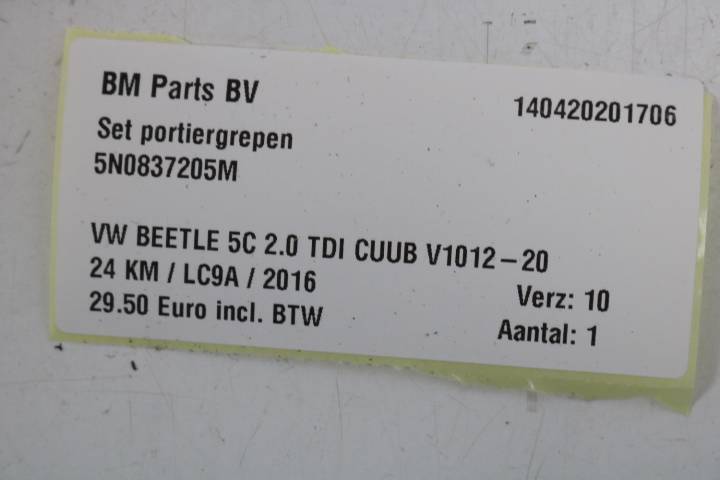 BM Parts BV
140420201706
Set portiergrepen
5N0837205M
VW BEETLE 5C 2.0 TDI CUUB V1012-20
24 KM / LC9A / 2016
Verz: 10
29.50 Euro incl. BTW
Aantal: 1